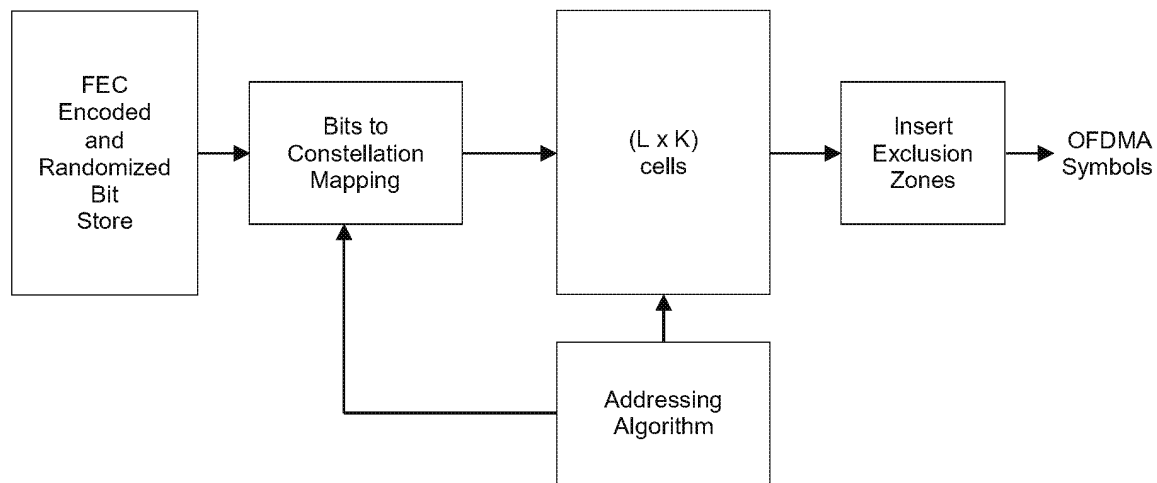 FEC
Encoded
and
Randomized
Bit
Store
Bits to
Constellation
Mapping
(L x K)
cells
Insert
Exclusion
Zones
OFDMA
Symbols
Addressing
Algorithm